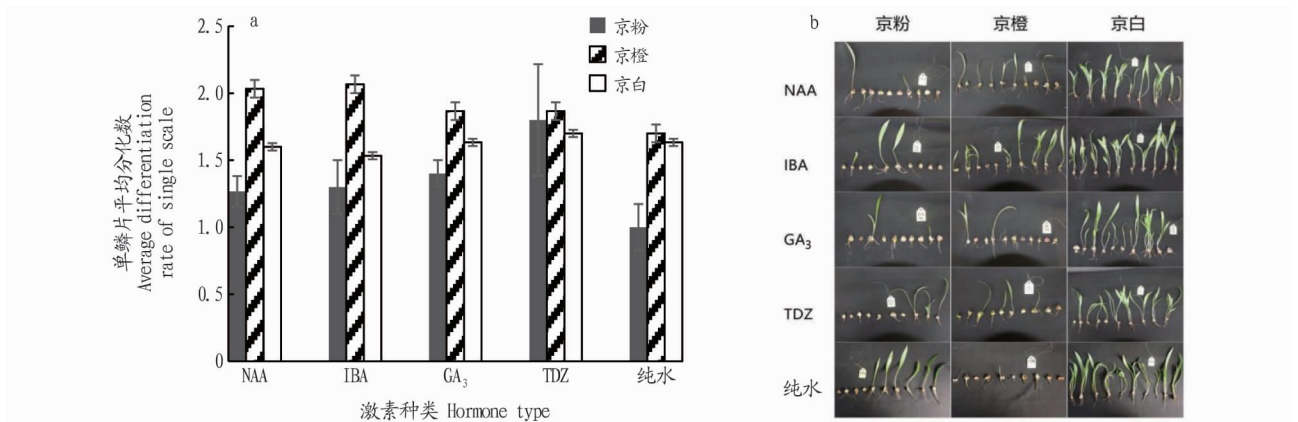 a
2.5
2.0
1.5
1.0
0.5
0
单鳞片平均分化数
Average differentiation
rate of single scale
京粉
京橙
京白
NAA IBA GA₃ TDZ 纯水
激素种类 Hormone type
b
京粉 京橙 京白
NAA
IBA
GA₃
TDZ
纯水